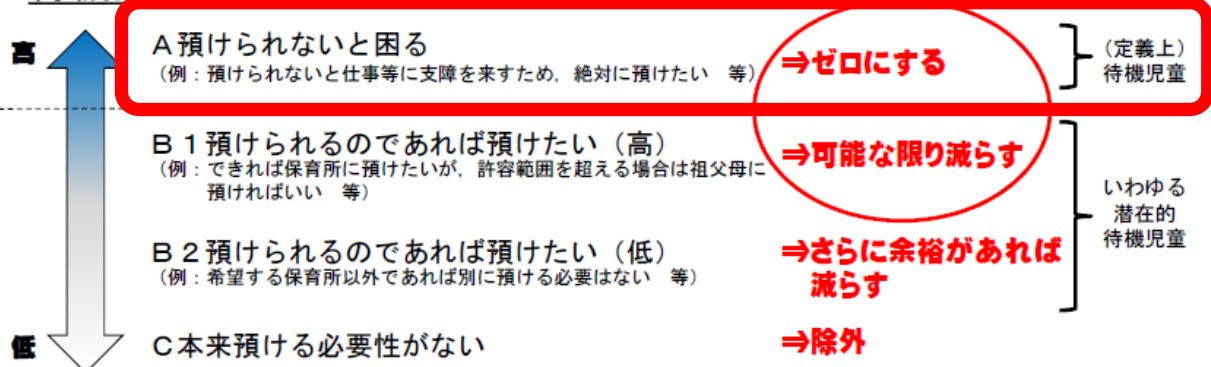 高
A預けられないと困る
(例：預けられないと仕事等に支障を来すため，絶対に預けたい　等)
⇒ゼロにする
(定義上)
待機児童
B1預けられるのであれば預けたい（高）
(例：できれば保育所に預けたいが，許容範囲を超える場合は祖父母に
預ければいい　等)
⇒可能な限り減らす
いわゆる
潜在的
待機児童
B2預けられるのであれば預けたい（低）
(例：希望する保育所以外であれば別に預ける必要はない　等)
⇒さらに余裕があれば
減らす
低
C本来預ける必要性がない
⇒除外